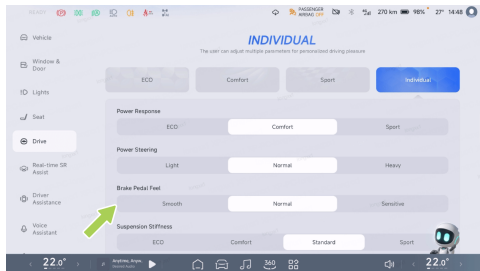 READY
PASSENGER
AIRBAG OFF
270 km
98%
27°
14:48
INDIVIDUAL
The user can adjust multiple parameters for personalized driving pleasure
Vehicle
Window &
Door
Lights
Seat
Drive
Real-time SR
Assist
Driver
Assistance
Voice
Assistant
ECO
Comfort
Sport
Individual
Power Response
ECO
Comfort
Sport
Power Steering
Light
Normal
Heavy
Brake Pedal Feel
Smooth
Normal
Sensitive
Suspension Stiffness
ECO
Comfort
Standard
Sport
22.0°
Anytime, Anyw.
360
22.0°